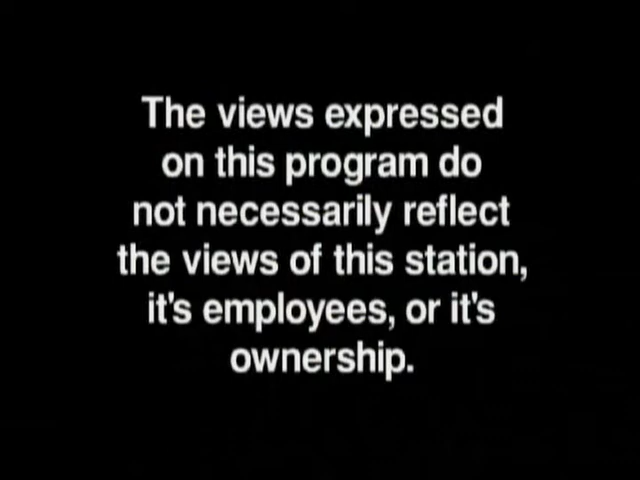 The views expressed
on this program do
not necessarily reflect
the views of this station,
it's employees, or it's
ownership.